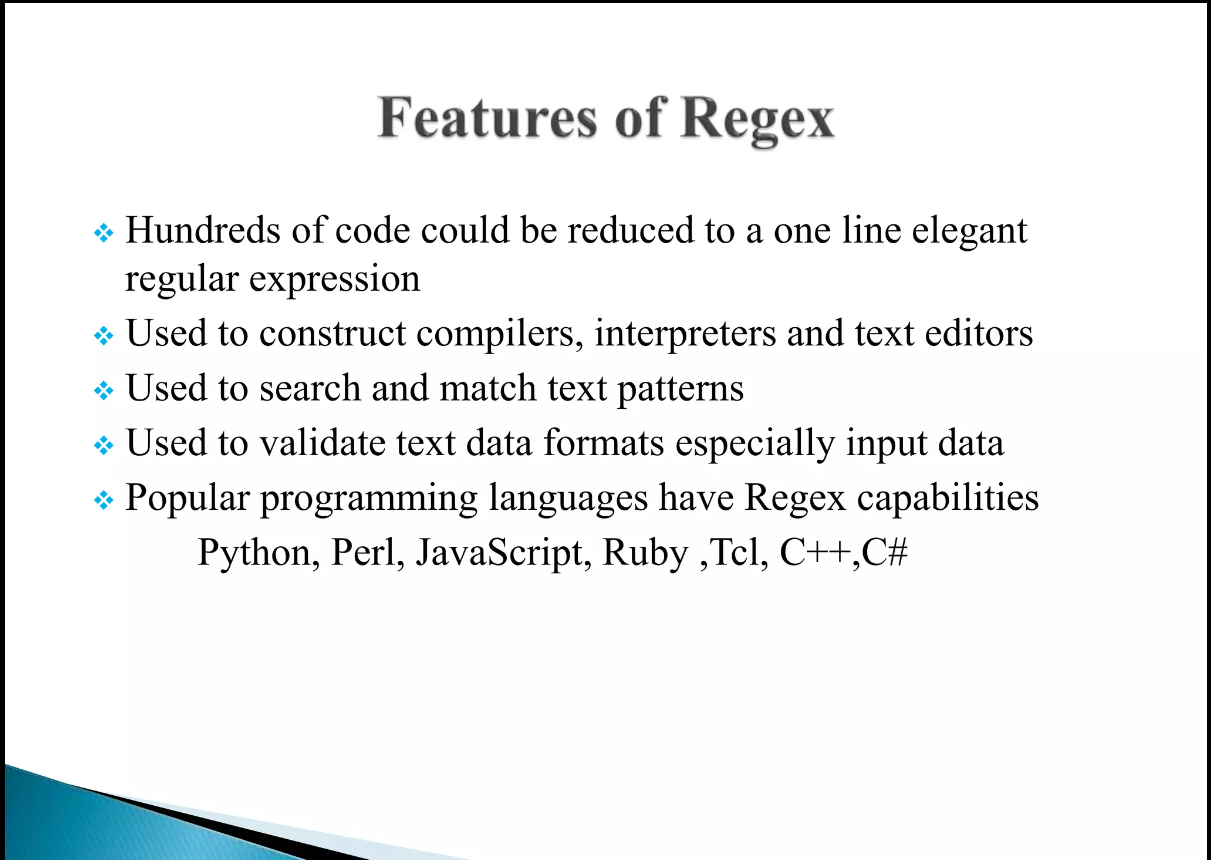 Features of Regex
Hundreds of code could be reduced to a one line elegant
regular expression
Used to construct compilers, interpreters and text editors
Used to search and match text patterns
Used to validate text data formats especially input data
Popular programming languages have Regex capabilities
Python, Perl, JavaScript, Ruby ,Tcl, C++,C#